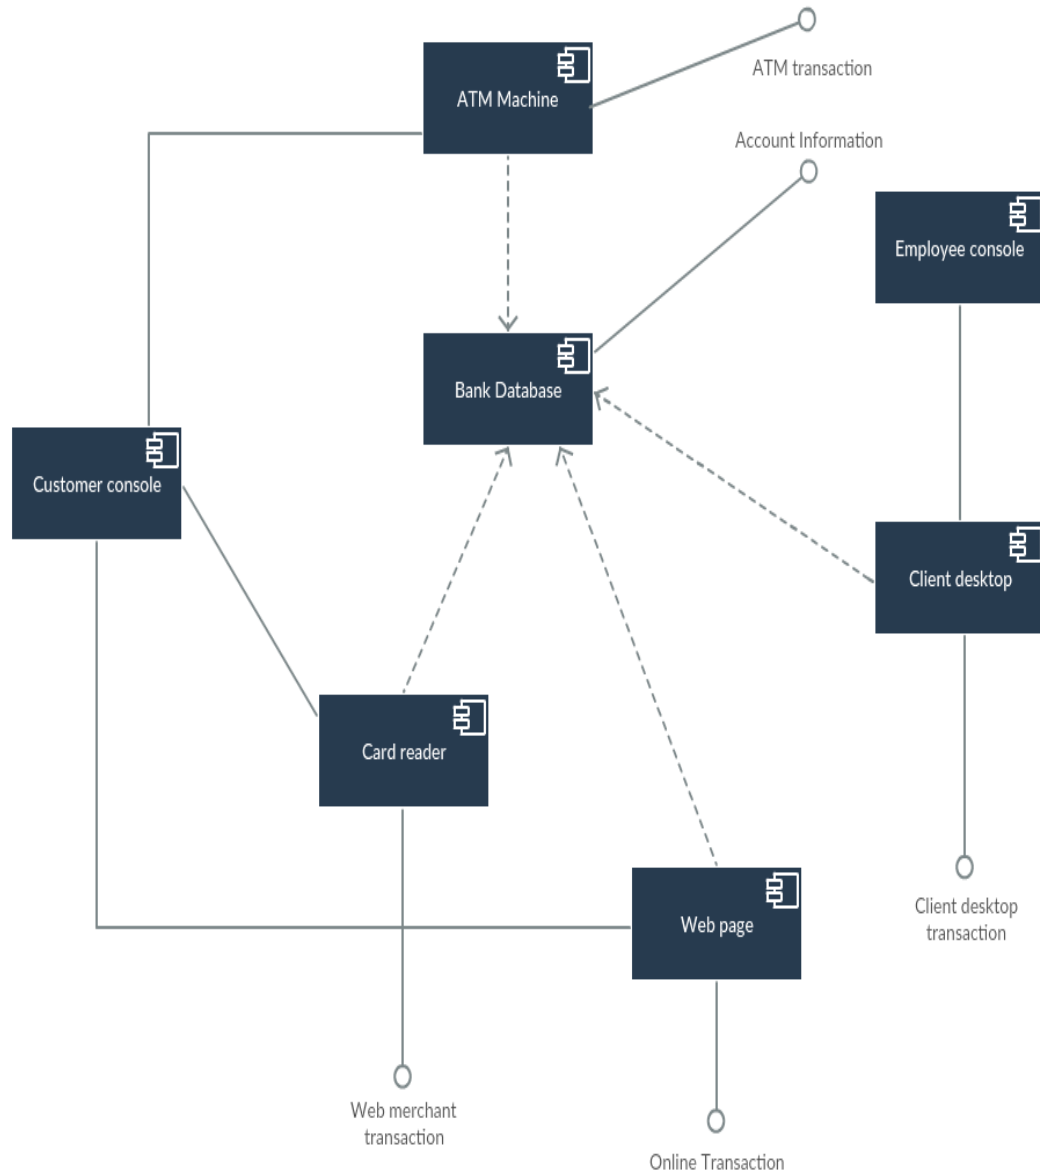 ATM transaction
ATM Machine
Account Information
Employee console
Bank Database
Customer console
Client desktop
Card reader
Client desktop
transaction
Web page
Web merchant
transaction
Online Transaction